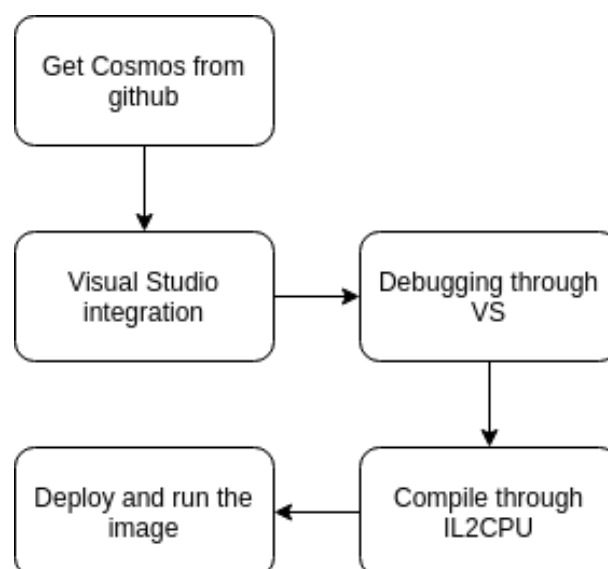 Get Cosmos from
github
Visual Studio
integration
Debugging through
VS
Compile through
IL2CPU
Deploy and run the
image